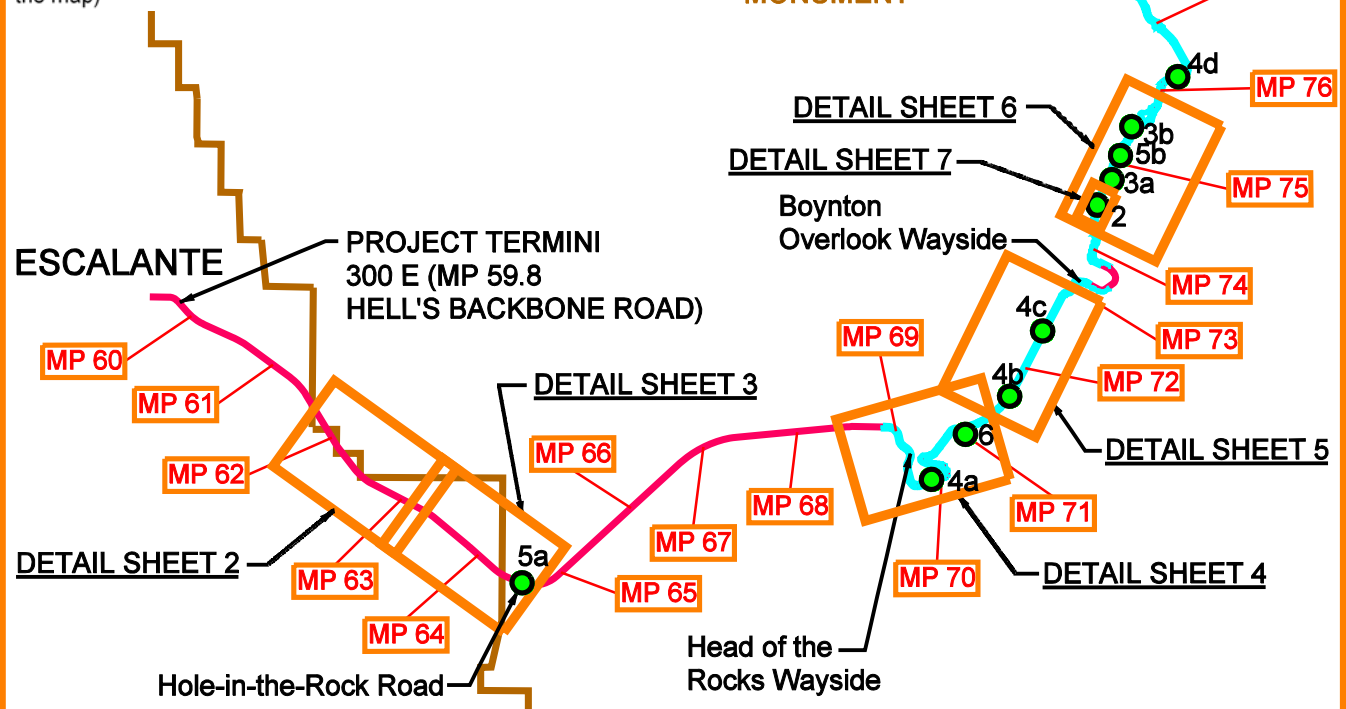 the map)
MONUMENT
4d
MP 76
DETAIL SHEET 6
3b
5b
DETAIL SHEET 7
3a
MP 75
2
Boynton
Overlook Wayside
PROJECT TERMINI
300 E (MP 59.8
HELL'S BACKBONE ROAD)
ESCALANTE
MP 74
4c
MP 73
MP 69
MP 60
4b
MP 72
DETAIL SHEET 3
MP 61
6
DETAIL SHEET 5
MP 66
MP 62
4a
MP 68
MP 71
MP 67
DETAIL SHEET 2
5a
MP 63
MP 70
DETAIL SHEET 4
MP 65
MP 64
Head of the
Rocks Wayside
Hole-in-the-Rock Road